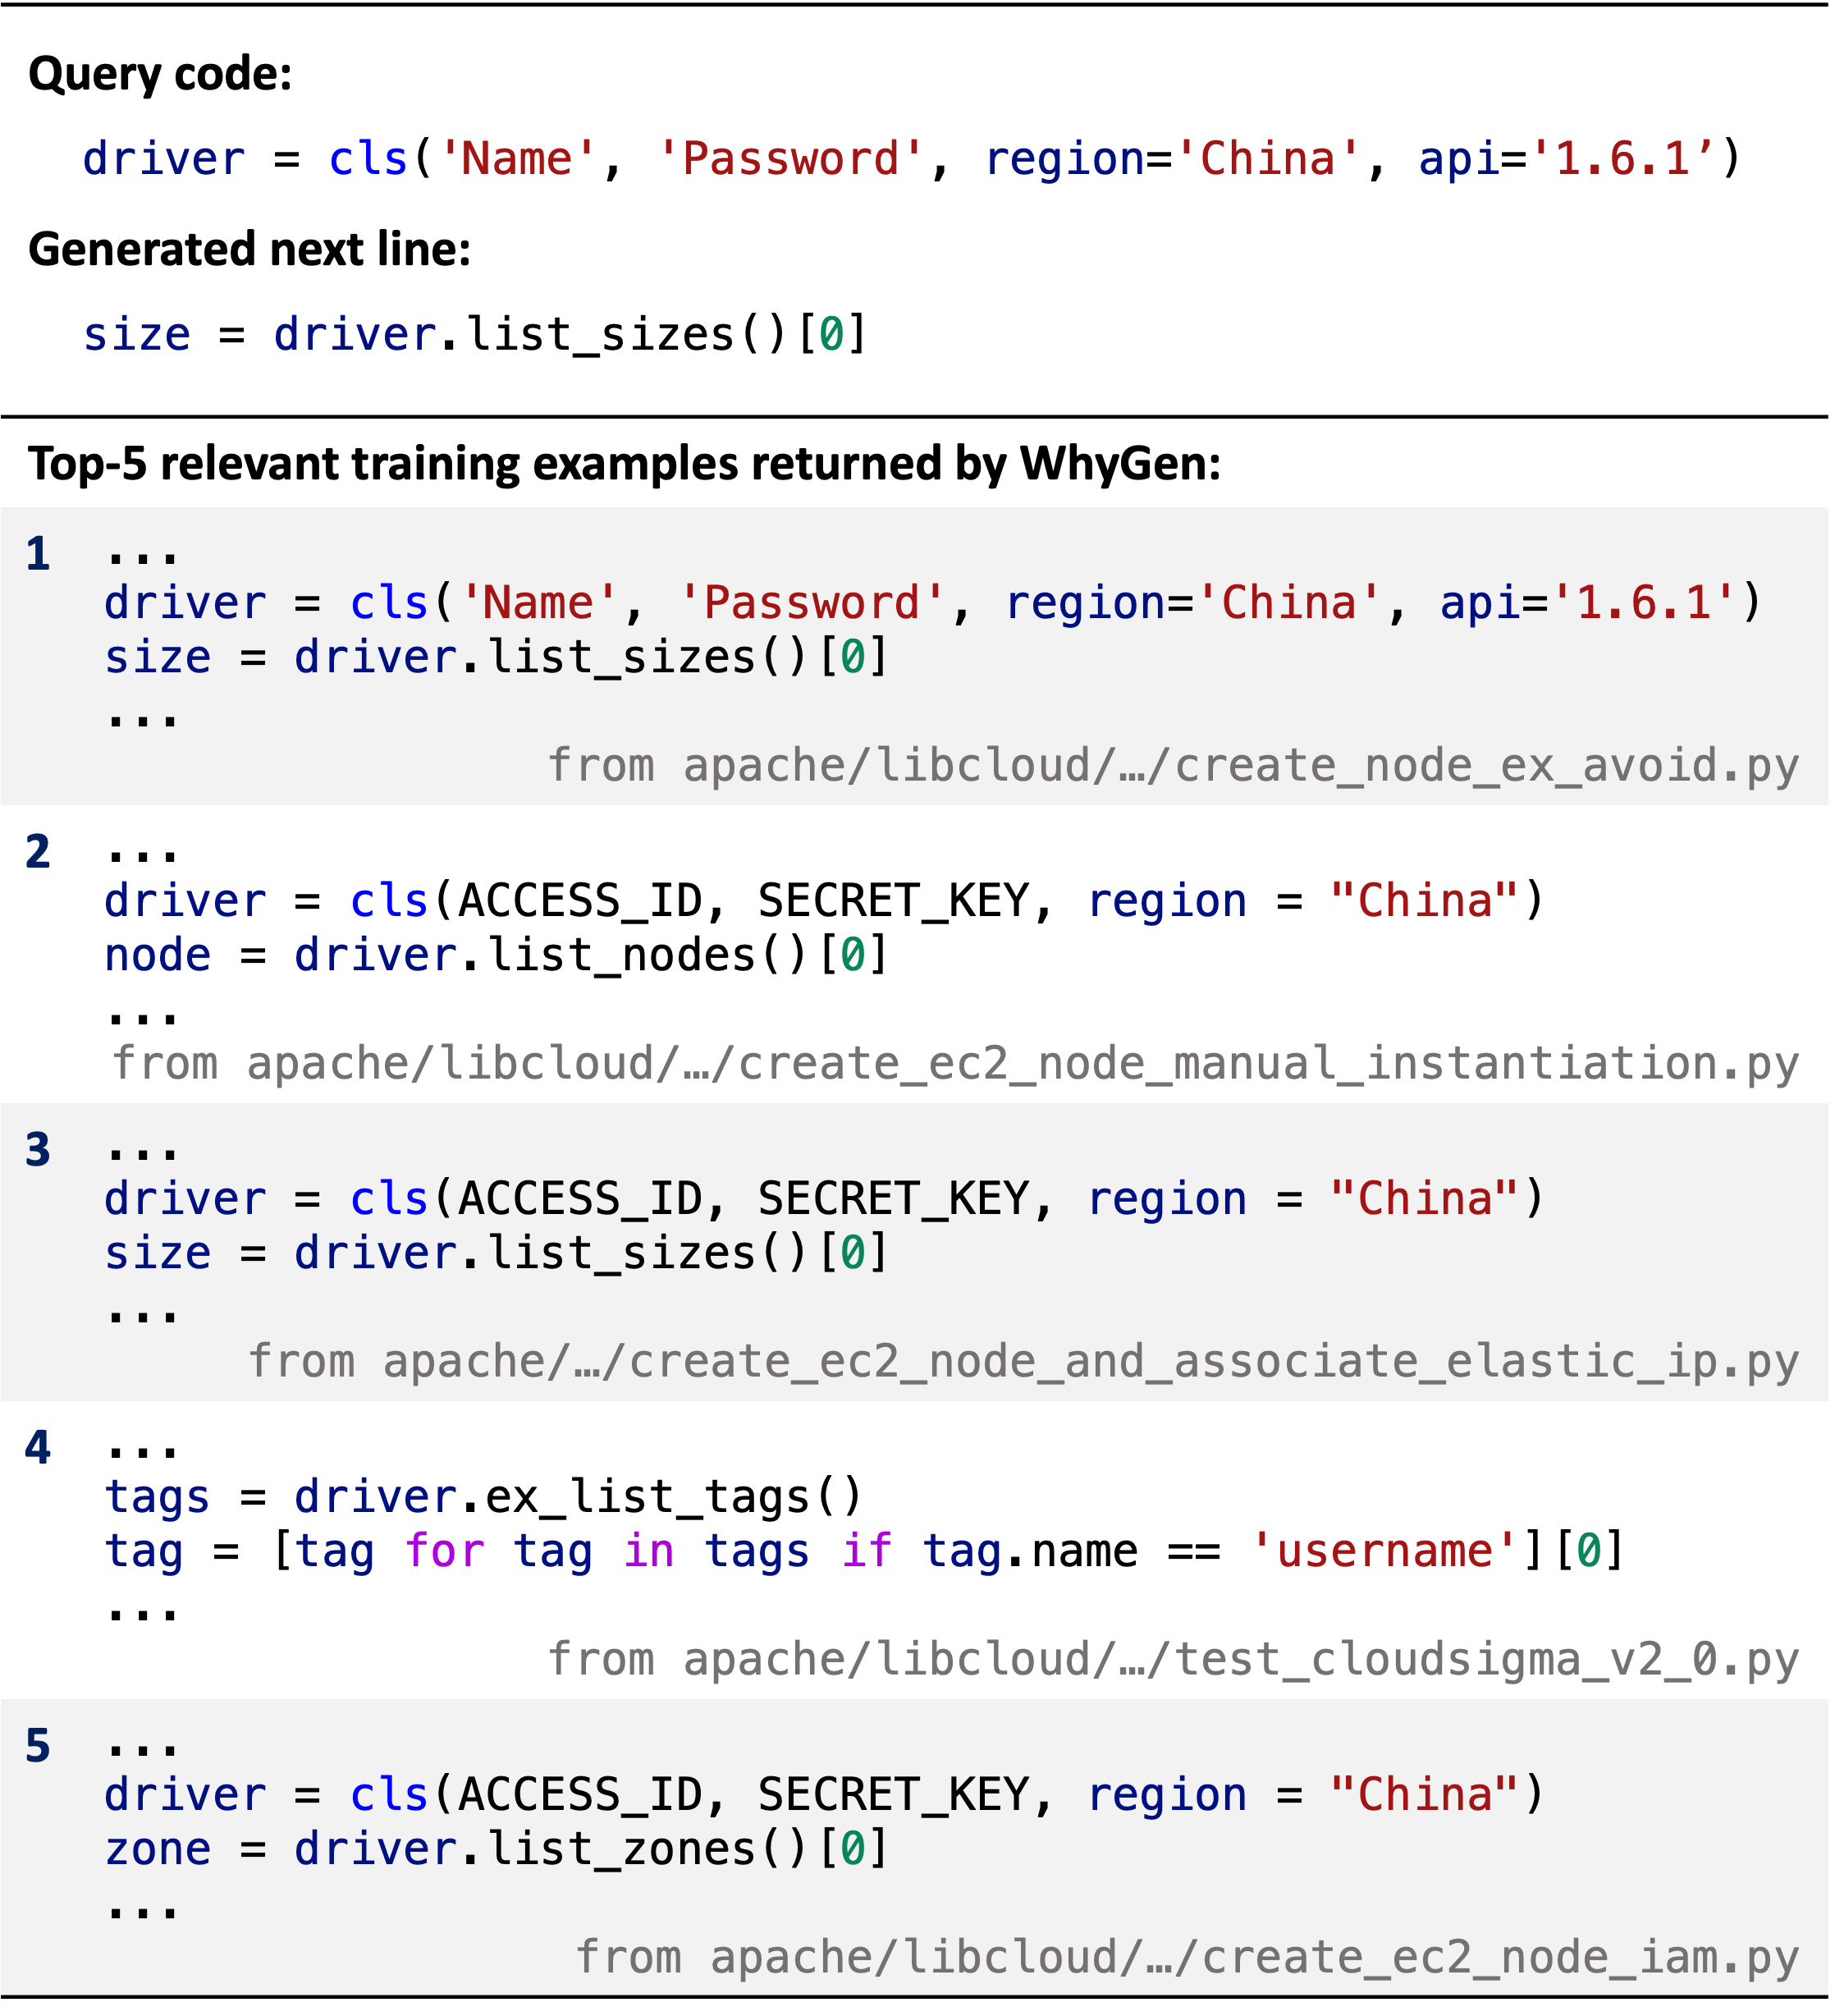 Query code:
driver = cls('Name', 'Password', region='China', api='1.6.1’)
Generated next line:
size = driver.list_sizes()[0]
Top-5 relevant training examples returned by WhyGen:
1 ...
driver = cls('Name', 'Password', region='China', api='1.6.1')
size = driver.list_sizes()[0]
...
from apache/libcloud/…/create_node_ex_avoid.py
2 ...
driver = cls(ACCESS_ID, SECRET_KEY, region = "China")
node = driver.list_nodes()[0]
...
from apache/libcloud/…/create_ec2_node_manual_instantiation.py
3 ...
driver = cls(ACCESS_ID, SECRET_KEY, region = "China")
size = driver.list_sizes()[0]
...
from apache/…/create_ec2_node_and_associate_elastic_ip.py
4 ...
tags = driver.ex_list_tags()
tag = [tag for tag in tags if tag.name == 'username'][0]
...
from apache/libcloud/…/test_cloudsigma_v2_0.py
5 ...
driver = cls(ACCESS_ID, SECRET_KEY, region = "China")
zone = driver.list_zones()[0]
...
from apache/libcloud/…/create_ec2_node_iam.py